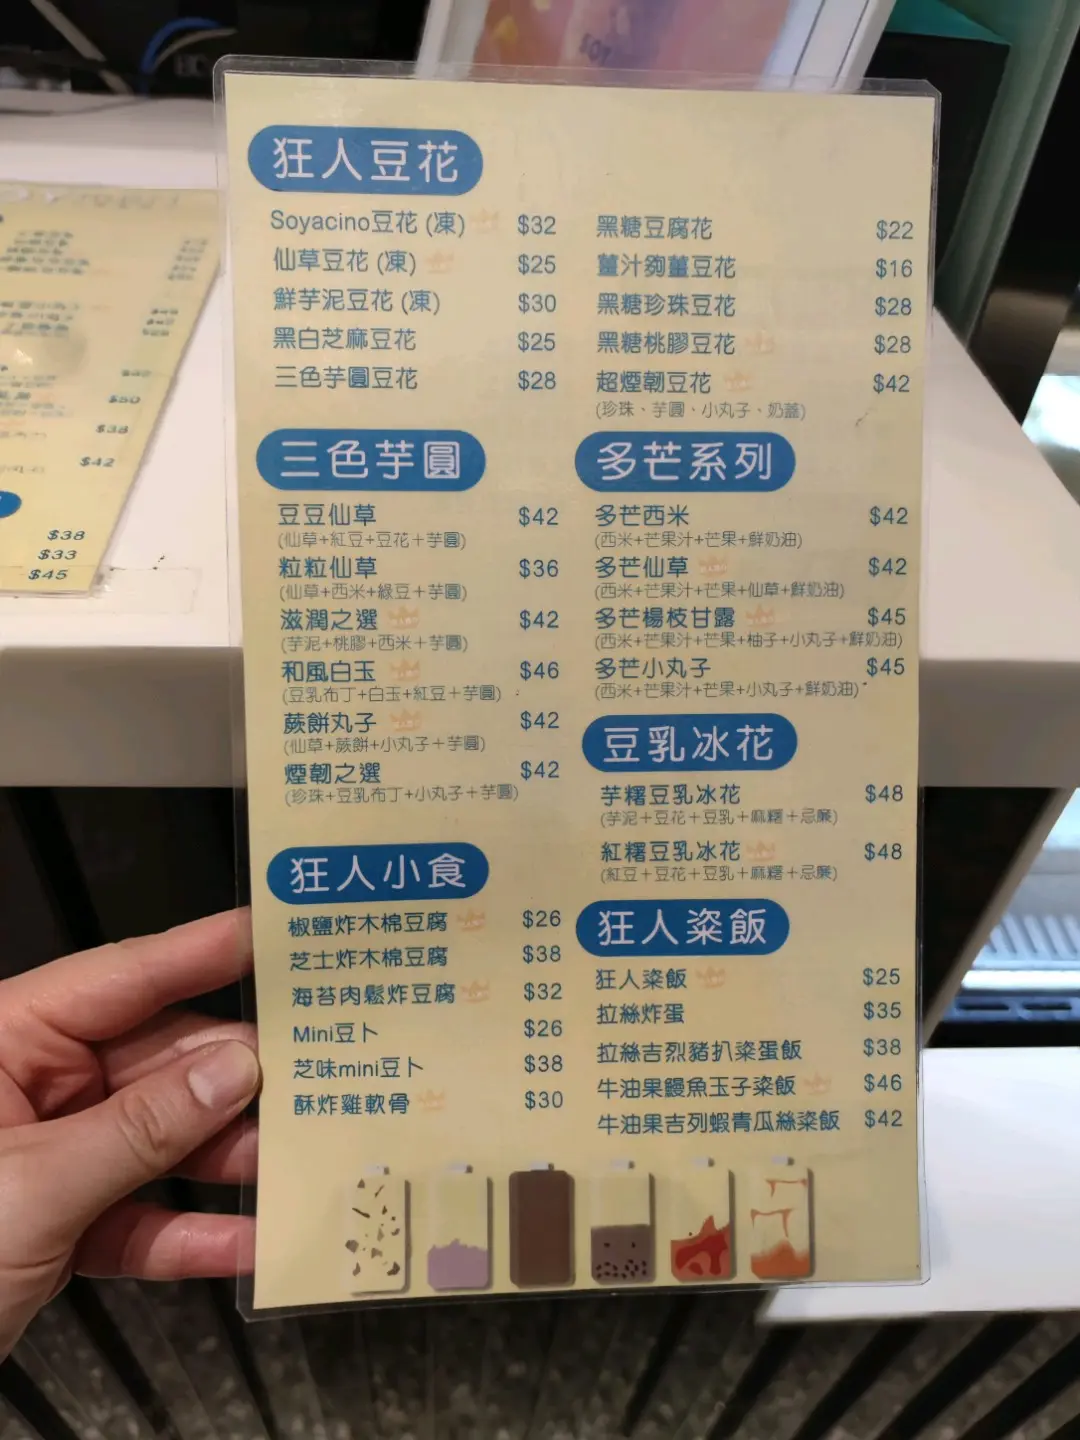 狂人豆花
Soyacino豆花 (凍) $32
仙草豆花 (凍) $25
鮮芋泥豆花 (凍) $30
黑白芝麻豆花 $25
三色芋圓豆花 $28
黑糖豆腐花 $22
薑汁夠薑豆花 $16
黑糖珍珠豆花 $28
黑糖桃膠豆花 $28
超煙韌豆花 $42
(珍珠、芋圓、小丸子、奶蓋)
三色芋圓
豆豆仙草 $42
(仙草+紅豆+豆花+芋圓)
粒粒仙草 $36
(仙草+西米+綠豆+芋圓)
滋潤之選 $42
(芋泥+桃膠+西米+芋圓)
和風白玉 $46
(豆乳布丁+白玉+紅豆+芋圓)
蕨餅丸子 $42
(仙草+蕨餅+小丸子+芋圓)
煙韌之選 $42
(珍珠+豆乳布丁+小丸子+芋圓)
多芒系列
多芒西米 $42
(西米+芒果汁+芒果+鮮奶油)
多芒仙草 $42
(西米+芒果汁+芒果+仙草+鮮奶油)
多芒楊枝甘露 $45
(西米+芒果汁+芒果+柚子+小丸子+鮮奶油)
多芒小丸子 $45
(西米+芒果汁+芒果+小丸子+鮮奶油)
豆乳冰花
芋糬豆乳冰花 $48
(芋泥+豆花+豆乳+麻糬+忌廉)
紅糬豆乳冰花 $48
(紅豆+豆花+豆乳+麻糬+忌廉)
狂人小食
椒鹽炸木棉豆腐 $26
芝士炸木棉豆腐 $38
海苔肉鬆炸豆腐 $32
Mini豆卜 $26
芝味mini豆卜 $38
酥炸雞軟骨 $30
狂人粢飯
狂人粢飯 $25
拉絲炸蛋 $35
拉絲吉烈豬扒粢蛋飯 $38
牛油果鰻魚玉子粢飯 $46
牛油果吉列蝦青瓜絲粢飯 $42
$50
$38
$42
$38
$33
$45